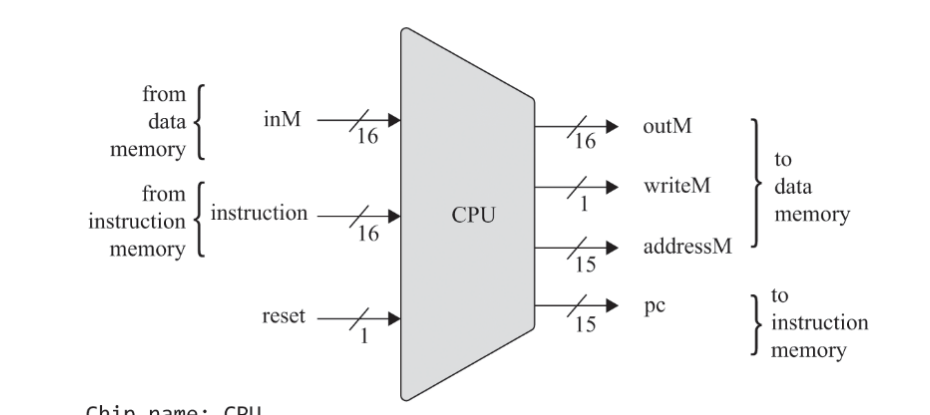 from
data
memory
inM
16
from
instruction
memory
instruction
16
reset
1
CPU
16
outM
1
writeM
15
addressM
15
pc
to
data
memory
to
instruction
memory
Chip name: CPU